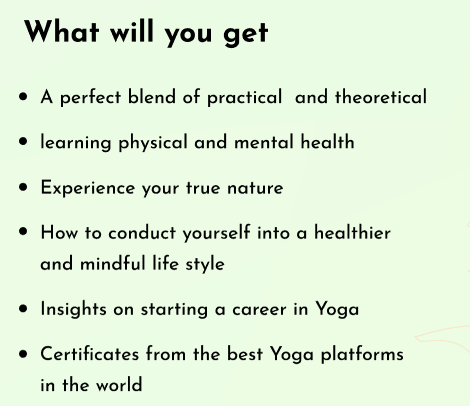 What will you get
• A perfect blend of practical  and theoretical
• learning physical and mental health
• Experience your true nature
• How to conduct yourself into a healthier
and mindful life style
• Insights on starting a career in Yoga
• Certificates from the best Yoga platforms
in the world